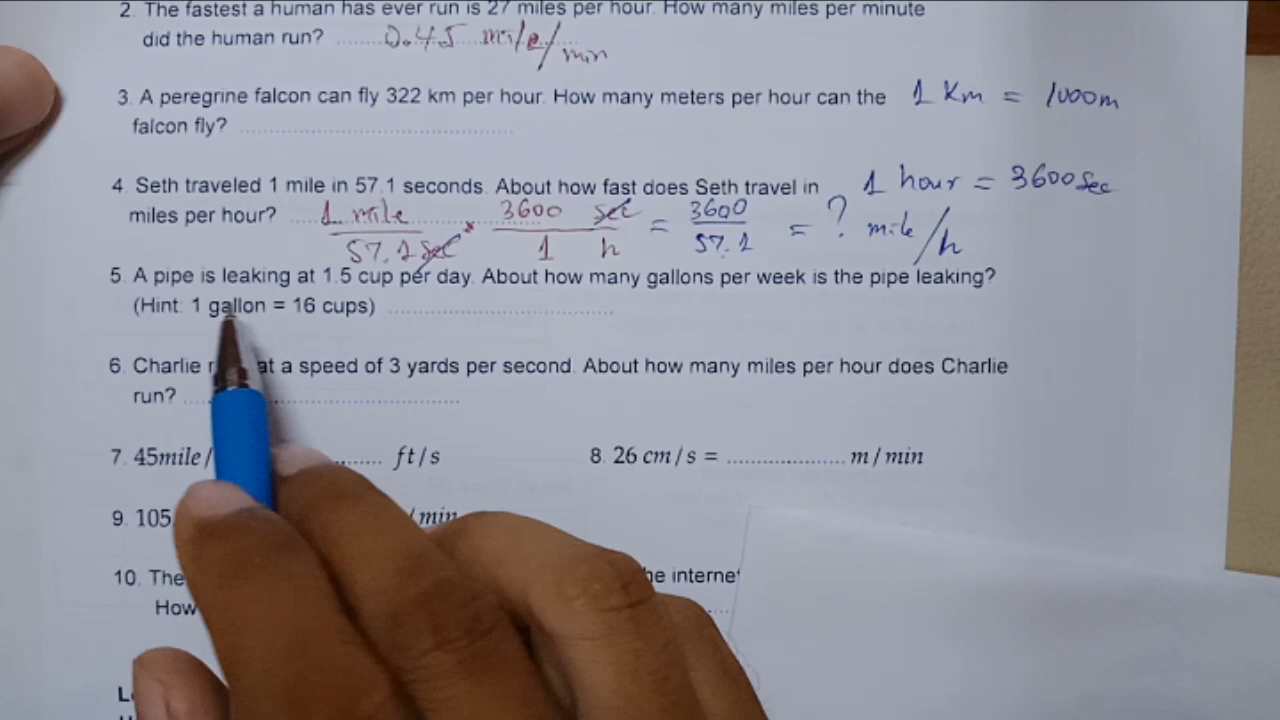 2. The fastest a human has ever run is 27 miles per hour. How many miles per minute
did the human run? ........ 0.45 mile/min
3. A peregrine falcon can fly 322 km per hour. How many meters per hour can the 1 Km = 1000m
falcon fly? ........................................
4. Seth traveled 1 mile in 57.1 seconds. About how fast does Seth travel in 1 hour = 3600 Sec
miles per hour? ..... 1 mile / 57.1 sec * 3600 sec / 1 h = 3600 / 57.1 = ? mile/h
5. A pipe is leaking at 1.5 cup per day. About how many gallons per week is the pipe leaking?
(Hint: 1 gallon = 16 cups) ........................................
6. Charlie at a speed of 3 yards per second. About how many miles per hour does Charlie
run? ........................................
7. 45mile/ ........ ft/s 8. 26 cm/s = .................... m/min
9. 105 /min
10. The the internet
How